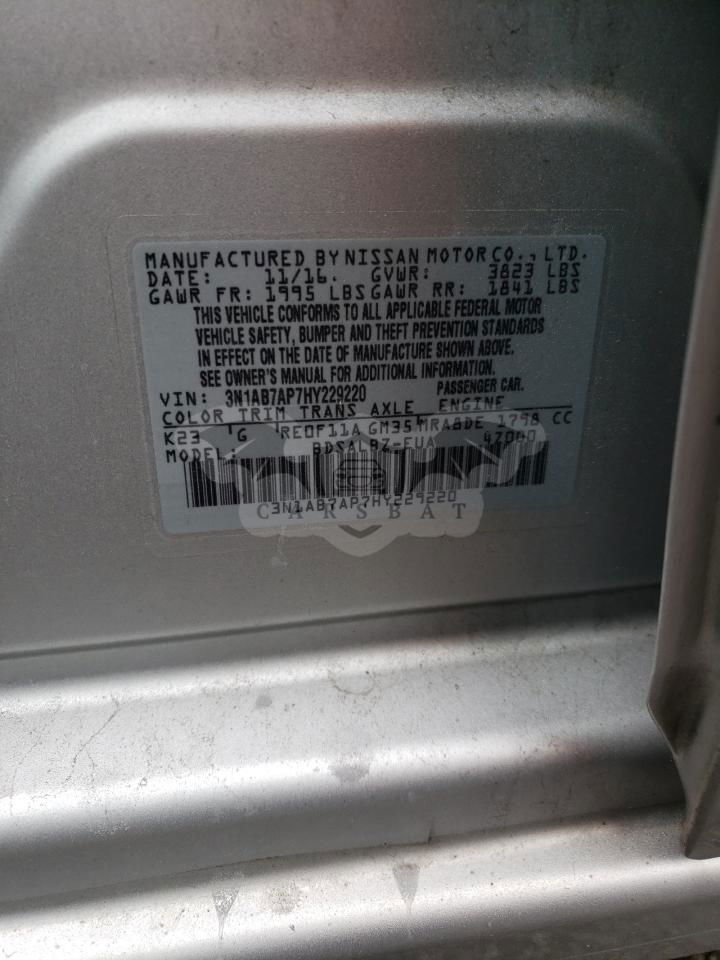 MANUFACTURED BY NISSAN MOTOR CO., LTD.
DATE: 11/16. GVWR: 3823 LBS
GAWR FR: 1995 LBS GAWR RR: 1841 LBS
THIS VEHICLE CONFORMS TO ALL APPLICABLE FEDERAL MOTOR
VEHICLE SAFETY, BUMPER AND THEFT PREVENTION STANDARDS
IN EFFECT ON THE DATE OF MANUFACTURE SHOWN ABOVE.
SEE OWNER'S MANUAL FOR ADDITIONAL INFORMATION.
VIN: 3N1AB7AP7HY229220 PASSENGER CAR.
COLOR TRIM TRANS AXLE ENGINE
K23 G RE0F11A GM35 MRA8DE 1798 CC
MODEL: BDSALBZ-EUA 47000
3N1AB7AP7HY229220
CARSBAT